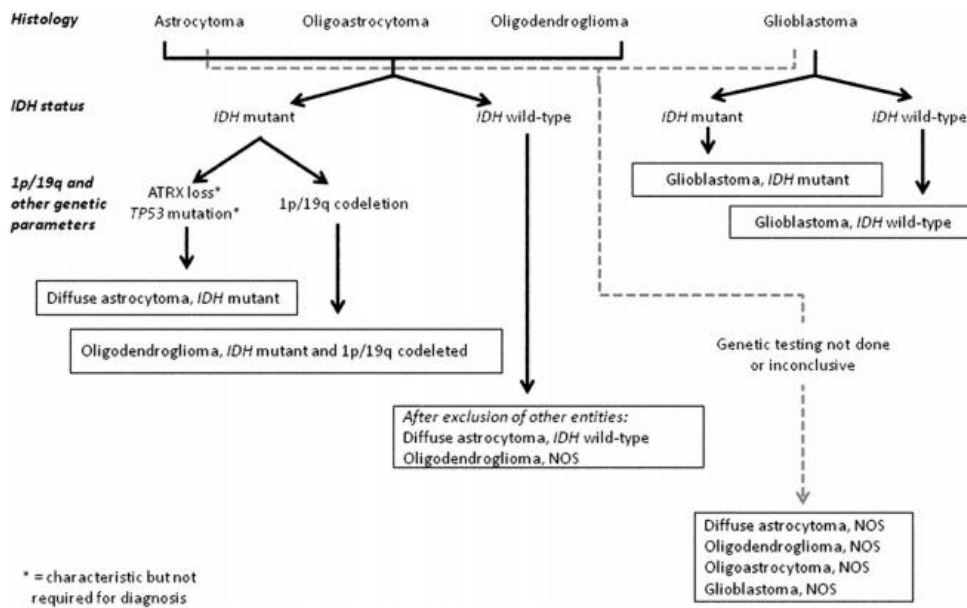 Histology
Astrocytoma
Oligoastrocytoma
Oligodendroglioma
Glioblastoma
IDH status
IDH mutant
IDH wild-type
IDH mutant
IDH wild-type
1p/19q and
other genetic
parameters
ATRX loss*
TP53 mutation*
1p/19q codeletion
Glioblastoma, IDH mutant
Glioblastoma, IDH wild-type
Diffuse astrocytoma, IDH mutant
Oligodendroglioma, IDH mutant and 1p/19q codeleted
Genetic testing not done
or inconclusive
After exclusion of other entities:
Diffuse astrocytoma, IDH wild-type
Oligodendroglioma, NOS
Diffuse astrocytoma, NOS
Oligodendroglioma, NOS
Oligoastrocytoma, NOS
Glioblastoma, NOS
* = characteristic but not
required for diagnosis